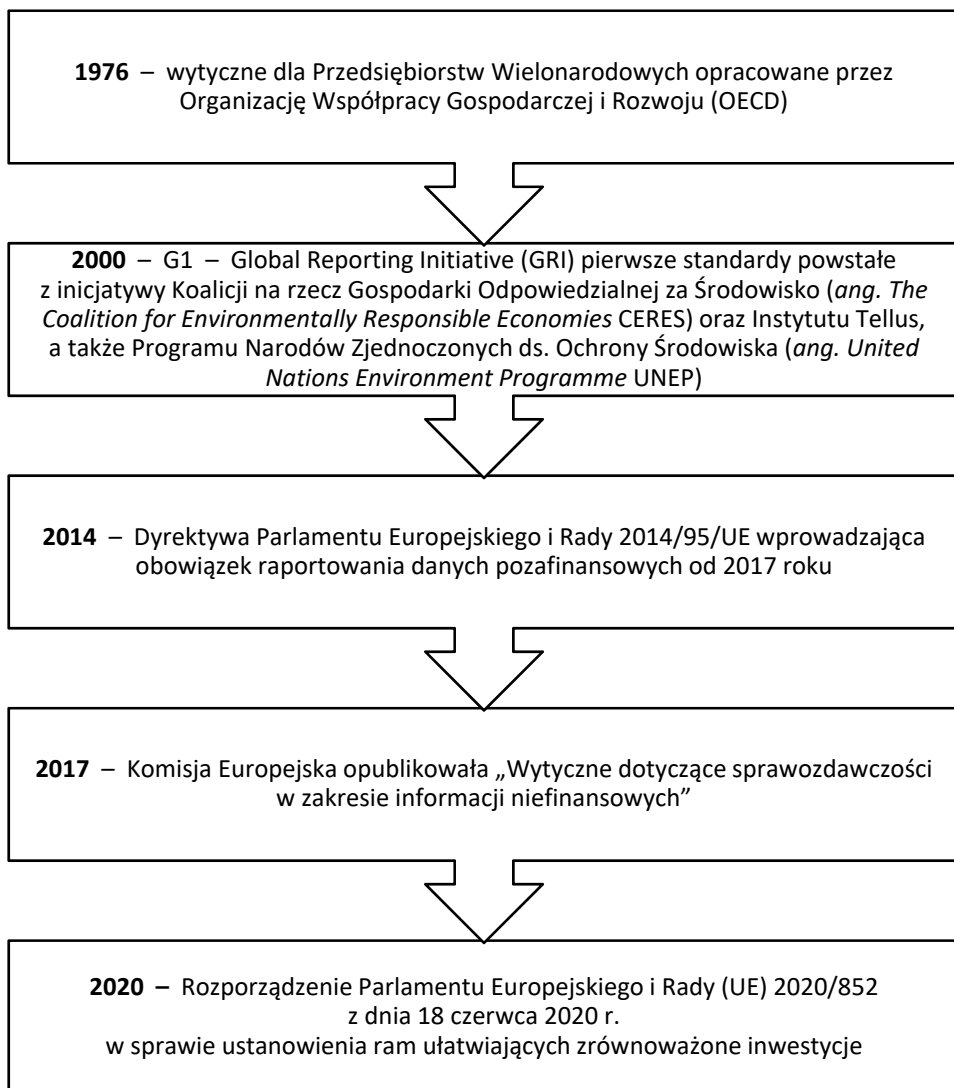 1976 – wytyczne dla Przedsiębiorstw Wielonarodowych opracowane przez
Organizację Współpracy Gospodarczej i Rozwoju (OECD)
2000 – G1 – Global Reporting Initiative (GRI) pierwsze standardy powstałe
z inicjatywy Koalicji na rzecz Gospodarki Odpowiedzialnej za Środowisko (ang. The
Coalition for Environmentally Responsible Economies CERES) oraz Instytutu Tellus,
a także Programu Narodów Zjednoczonych ds. Ochrony Środowiska (ang. United
Nations Environment Programme UNEP)
2014 – Dyrektywa Parlamentu Europejskiego i Rady 2014/95/UE wprowadzająca
obowiązek raportowania danych pozafinansowych od 2017 roku
2017 – Komisja Europejska opublikowała „Wytyczne dotyczące sprawozdawczości
w zakresie informacji niefinansowych”
2020 – Rozporządzenie Parlamentu Europejskiego i Rady (UE) 2020/852
z dnia 18 czerwca 2020 r.
w sprawie ustanowienia ram ułatwiających zrównoważone inwestycje